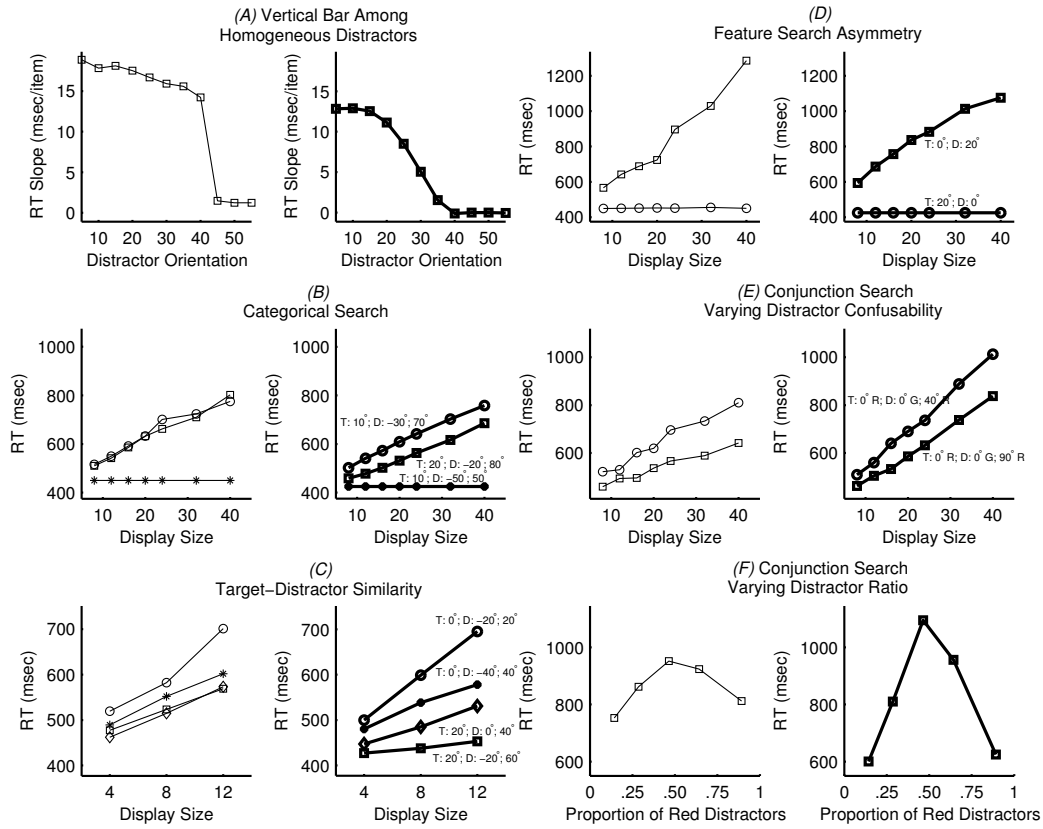 (A) Vertical Bar Among
Homogeneous Distractors
RT Slope (msec/item)
15
10
5
0
10 20 30 40 50
Distractor Orientation
RT Slope (msec/item)
15
10
5
0
10 20 30 40 50
Distractor Orientation
(D)
Feature Search Asymmetry
RT (msec)
1200
1000
800
600
400
10 20 30 40
Display Size
RT (msec)
1200
1000
800
600
400
T: 0°; D: 20°
T: 20°; D: 0°
10 20 30 40
Display Size
(B)
Categorical Search
RT (msec)
1000
800
600
400
10 20 30 40
Display Size
RT (msec)
1000
800
600
400
T: 10°; D: −30°; 70°
T: 20°; D: −20°; 80°
T: 10°; D: −50°; 50°
10 20 30 40
Display Size
(E) Conjunction Search
Varying Distractor Confusability
RT (msec)
1000
800
600
10 20 30 40
Display Size
RT (msec)
1000
800
600
T: 0° R; D: 0° G; 40° R
T: 0° R; D: 0° G; 90° R
10 20 30 40
Display Size
(C)
Target−Distractor Similarity
RT (msec)
700
600
500
400
4 8 12
Display Size
RT (msec)
700
600
500
400
T: 0°; D: −20°; 20°
T: 0°; D: −40°; 40°
T: 20°; D: 0°; 40°
T: 20°; D: −20°; 60°
4 8 12
Display Size
(F) Conjunction Search
Varying Distractor Ratio
RT (msec)
1000
800
600
0 .25 .50 .75 1
Proportion of Red Distractors
RT (msec)
1000
800
600
0 .25 .50 .75 1
Proportion of Red Distractors